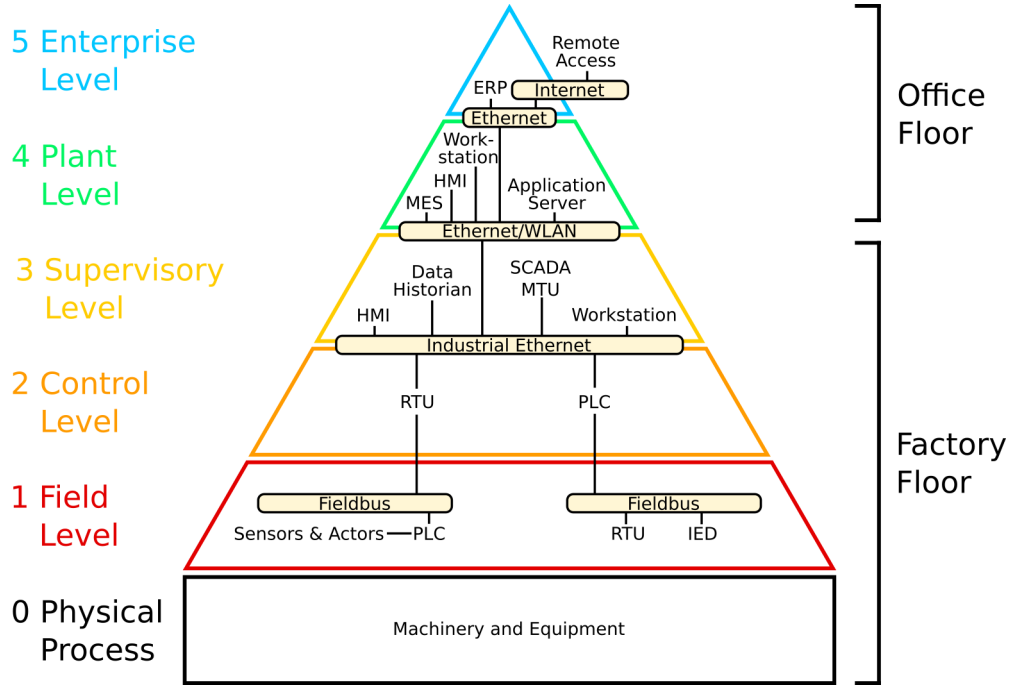 5 Enterprise
Level
Remote
Access
ERP
Internet
Ethernet
Office
Floor
4 Plant
Level
Work-
station
HMI
MES
Application
Server
Ethernet/WLAN
3 Supervisory
Level
Data
Historian
SCADA
MTU
HMI
Workstation
Industrial Ethernet
2 Control
Level
RTU
PLC
Factory
Floor
1 Field
Level
Fieldbus
Fieldbus
Sensors & Actors
PLC
RTU
IED
0 Physical
Process
Machinery and Equipment